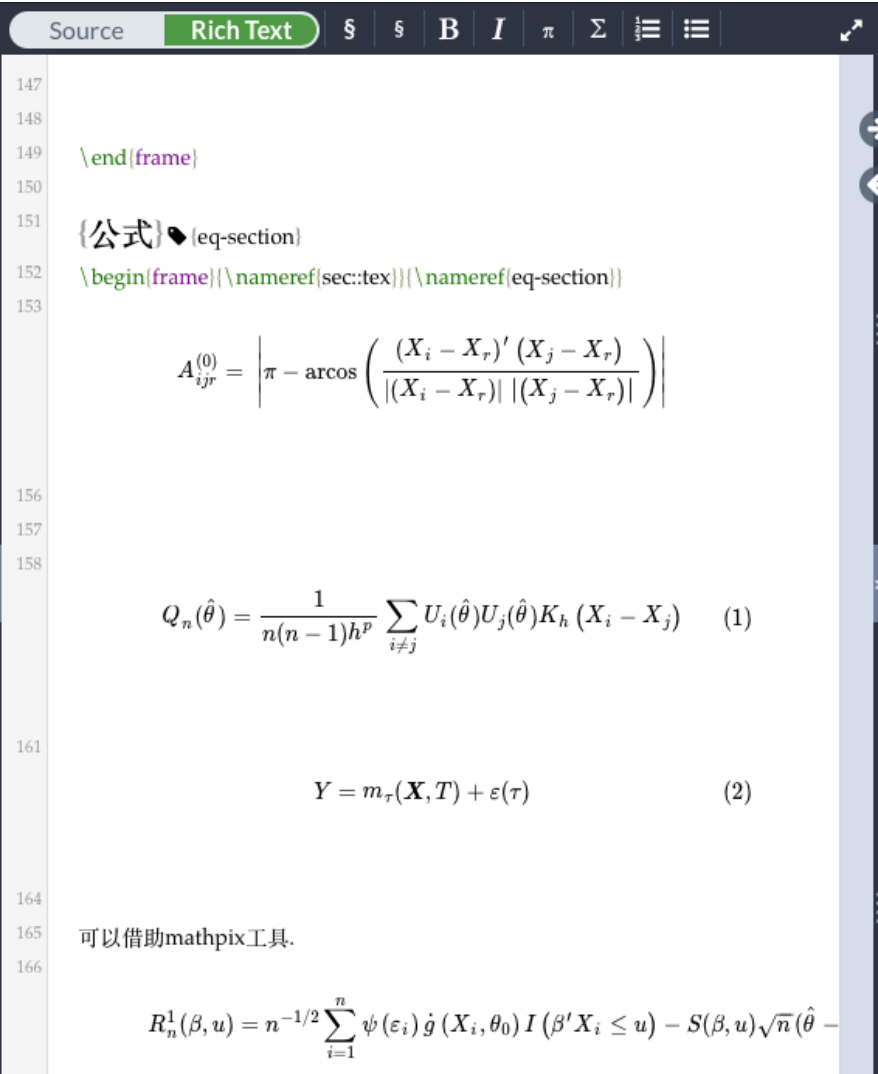 Source Rich Text § § B I π Σ
147
148
149 \end{frame}
150
151 {公式} {eq-section}
152 \begin{frame}{\nameref{sec::tex}}{\nameref{eq-section}}
153
A_{ijr}^{(0)} = |π − arcos ( (X_i − X_r)′ (X_j − X_r) / |(X_i − X_r)| |(X_j − X_r)| )|
156
157
158
Q_n(θ̂) = 1 / n(n − 1)h^p ∑_{i≠j} U_i(θ̂)U_j(θ̂)K_h (X_i − X_j) (1)
161
Y = m_τ(X, T) + ε(τ) (2)
164
165 可以借助mathpix工具.
166
R_n^1(β, u) = n^{−1/2} ∑_{i=1}^{n} ψ (ε_i) ġ (X_i, θ_0) I (β′X_i ≤ u) − S(β, u)√n(θ̂ −